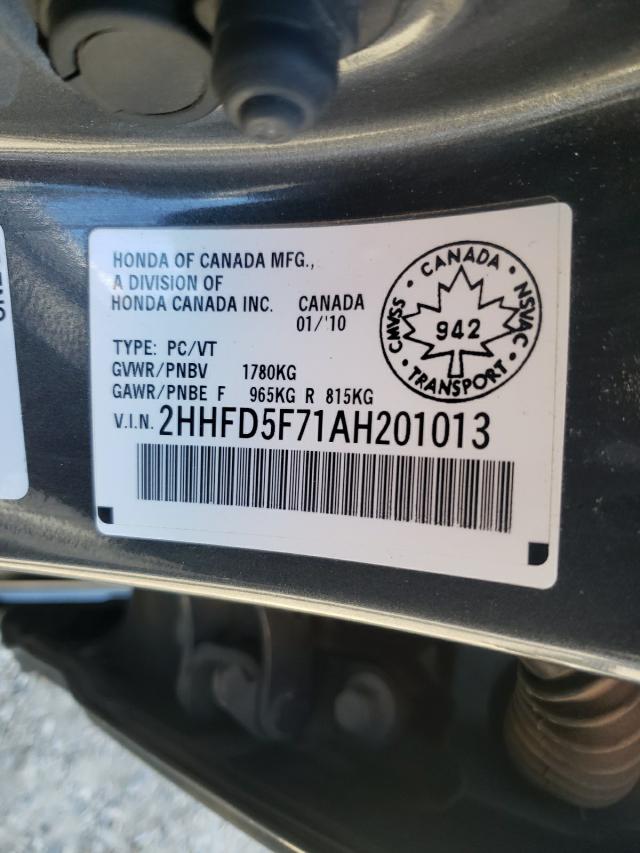 HONDA OF CANADA MFG.,
A DIVISION OF
HONDA CANADA INC. CANADA
01/'10
TYPE: PC/VT
GVWR/PNBV 1780KG
GAWR/PNBE F 965KG R 815KG
V.I.N. 2HHFD5F71AH201013
CANADA
CMVSS • NSVAC
942
TRANSPORT